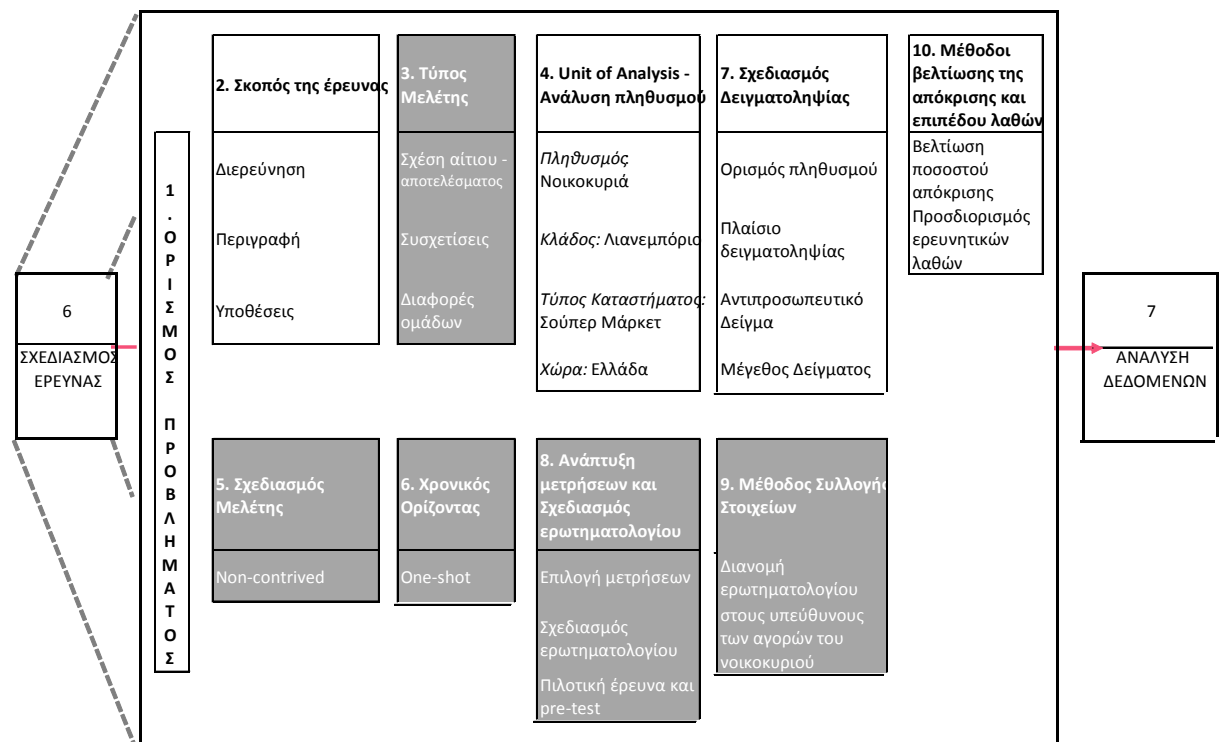 6
ΣΧΕΔΙΑΣΜΟΣ
ΕΡΕΥΝΑΣ
1. ΟΡΙΣΜΟΣ ΠΡΟΒΛΗΜΑΤΟΣ
2. Σκοπός της έρευνας
Διερεύνηση
Περιγραφή
Υποθέσεις
3. Τύπος
Μελέτης
Σχέση αίτιου -
αποτελέσματος
Συσχετίσεις
Διαφορές
ομάδων
4. Unit of Analysis -
Ανάλυση πληθυσμού
Πληθυσμός:
Νοικοκυριά
Κλάδος: Λιανεμπόριο
Τύπος Καταστήματος:
Σούπερ Μάρκετ
Χώρα: Ελλάδα
7. Σχεδιασμός
Δειγματοληψίας
Ορισμός πληθυσμού
Πλαίσιο
δειγματοληψίας
Αντιπροσωπευτικό
Δείγμα
Μέγεθος Δείγματος
10. Μέθοδοι
βελτίωσης της
απόκρισης και
επιπέδου λαθών
Βελτίωση
ποσοστού
απόκρισης
Προσδιορισμός
ερευνητικών
λαθών
5. Σχεδιασμός
Μελέτης
Non-contrived
6. Χρονικός
Ορίζοντας
One-shot
8. Ανάπτυξη
μετρήσεων και
Σχεδιασμός
ερωτηματολογίου
Επιλογή μετρήσεων
Σχεδιασμός
ερωτηματολογίου
Πιλοτική έρευνα και
pre-test
9. Μέθοδος Συλλογής
Στοιχείων
Διανομή
ερωτηματολογίου
στους υπεύθυνους
των αγορών του
νοικοκυριού
7
ΑΝΑΛΥΣΗ
ΔΕΔΟΜΕΝΩΝ